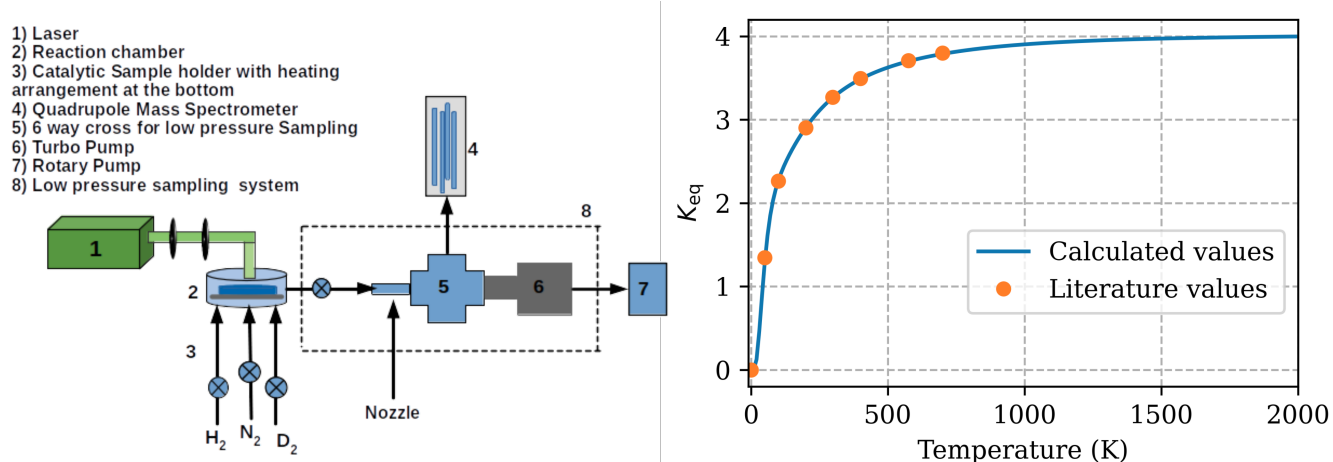 1) Laser
2) Reaction chamber
3) Catalytic Sample holder with heating
arrangement at the bottom
4) Quadrupole Mass Spectrometer
5) 6 way cross for low pressure Sampling
6) Turbo Pump
7) Rotary Pump
8) Low pressure sampling system
4
8
1
2
5
6
7
3
Nozzle
H2
N2
D2
4
3
2
1
0
Keq
Calculated values
Literature values
0
500
1000
1500
2000
Temperature (K)